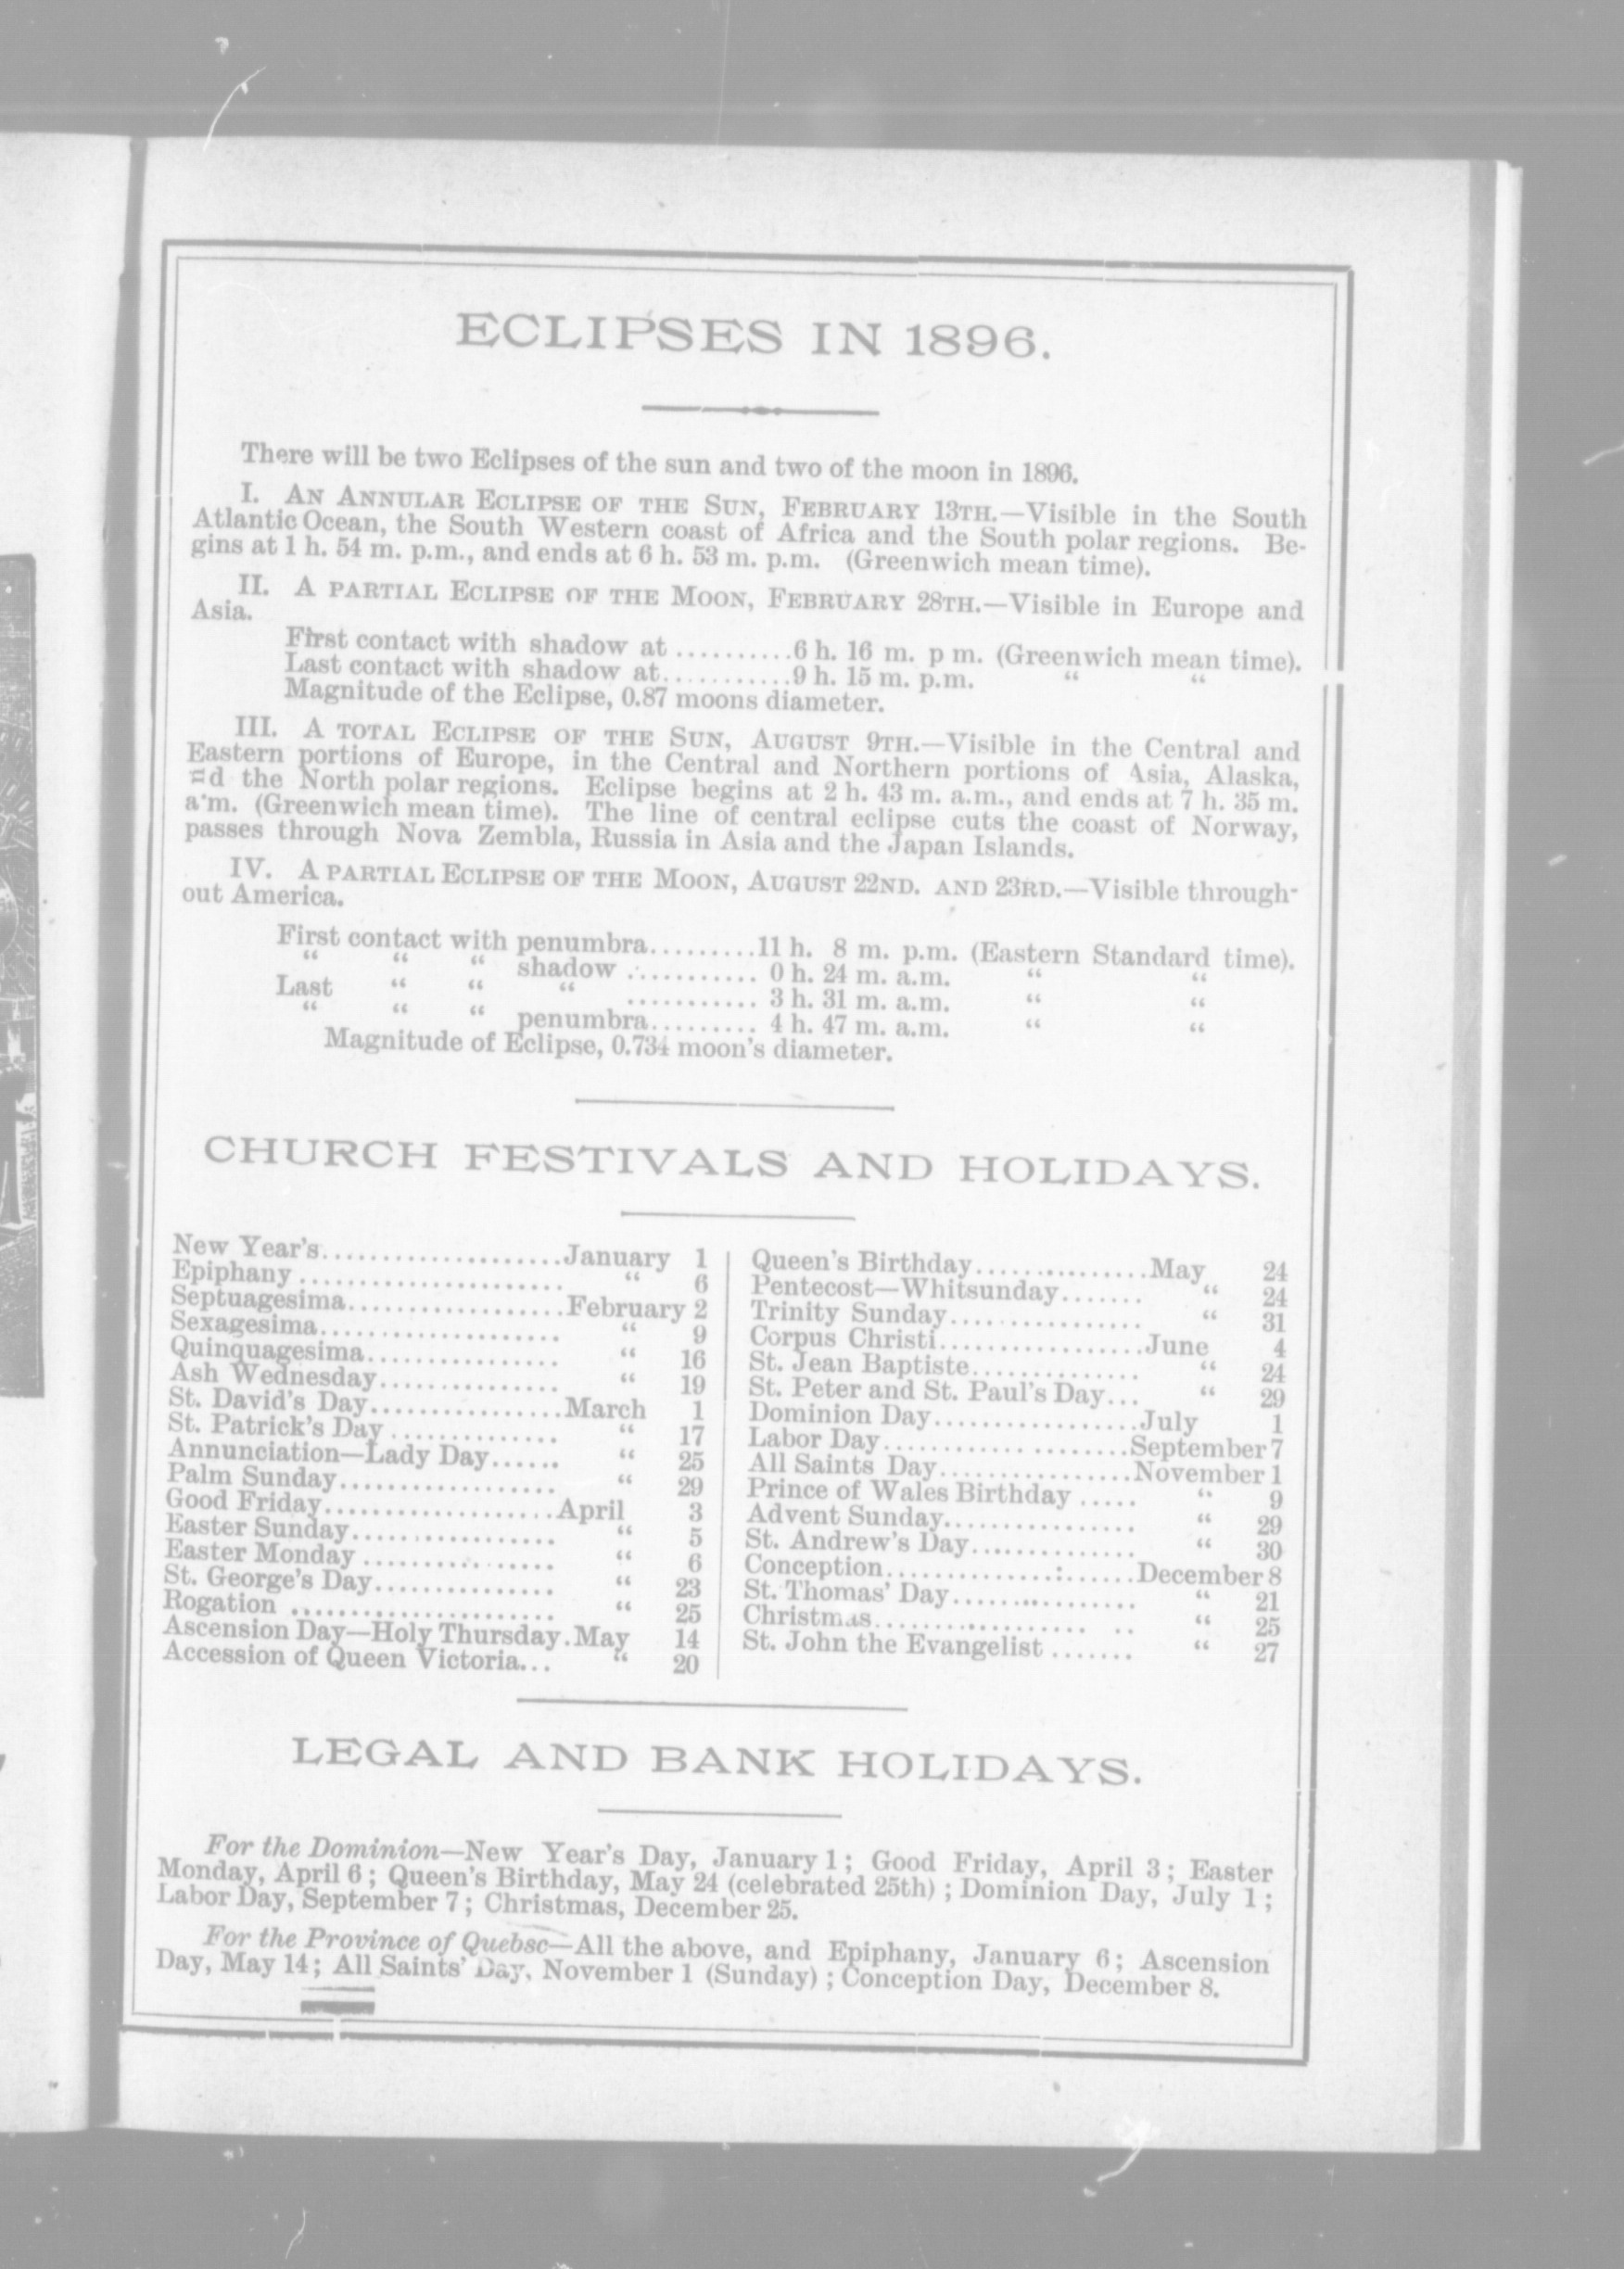 ECLIPSES IN 1896.
There will be two Eclipses of the sun and two of the moon in 1896.
I. AN ANNULAR ECLIPSE OF THE SUN, FEBRUARY 13TH.—Visible in the South
Atlantic Ocean, the South Western coast of Africa and the South polar regions. Be-
gins at 1 h. 54 m. p.m., and ends at 6 h. 53 m. p.m. (Greenwich mean time).
II. A PARTIAL ECLIPSE OF THE MOON, FEBRUARY 28TH.—Visible in Europe and
Asia.
First contact with shadow at ..........6 h. 16 m. p m. (Greenwich mean time).
Last contact with shadow at...........9 h. 15 m. p.m. " "
Magnitude of the Eclipse, 0.87 moons diameter.
III. A TOTAL ECLIPSE OF THE SUN, AUGUST 9TH.—Visible in the Central and
Eastern portions of Europe, in the Central and Northern portions of Asia, Alaska,
the North polar regions. Eclipse begins at 2 h. 43 m. a.m., and ends at 7 h. 35 m.
a.m. (Greenwich mean time). The line of central eclipse cuts the coast of Norway,
passes through Nova Zembla, Russia in Asia and the Japan Islands.
IV. A PARTIAL ECLIPSE OF THE MOON, AUGUST 22ND. AND 23RD.—Visible through-
out America.
First contact with penumbra.........11 h. 8 m. p.m. (Eastern Standard time).
" " " shadow ............ 0 h. 24 m. a.m. " "
Last " " " ........... 3 h. 31 m. a.m. " "
" " " penumbra......... 4 h. 47 m. a.m. " "
Magnitude of Eclipse, 0.734 moon's diameter.
CHURCH FESTIVALS AND HOLIDAYS.
New Year's.....................January 1
Epiphany ....................... " 6
Septuagesima...................February 2
Sexagesima..................... " 9
Quinquagesima................. " 16
Ash Wednesday................ " 19
St. David's Day.................March 1
St. Patrick's Day ............... " 17
Annunciation—Lady Day...... " 25
Palm Sunday................... " 29
Good Friday....................April 3
Easter Sunday.................. " 5
Easter Monday ................. " 6
St. George's Day................ " 23
Rogation ....................... " 25
Ascension Day—Holy Thursday.May 14
Accession of Queen Victoria... " 20
Queen's Birthday................May 24
Pentecost—Whitsunday....... " 24
Trinity Sunday................. " 31
Corpus Christi..................June 4
St. Jean Baptiste............... " 24
St. Peter and St. Paul's Day... " 29
Dominion Day..................July 1
Labor Day......................September 7
All Saints Day.................November 1
Prince of Wales Birthday ..... " 9
Advent Sunday................. " 29
St. Andrew's Day............... " 30
Conception.....................December 8
St. Thomas' Day................ " 21
Christmas..................... .. " 25
St. John the Evangelist ....... " 27
LEGAL AND BANK HOLIDAYS.
For the Dominion—New Year's Day, January 1; Good Friday, April 3; Easter
Monday, April 6; Queen's Birthday, May 24 (celebrated 25th) ; Dominion Day, July 1;
Labor Day, September 7; Christmas, December 25.
For the Province of Quebsc—All the above, and Epiphany, January 6; Ascension
Day, May 14; All Saints' Day, November 1 (Sunday) ; Conception Day, December 8.